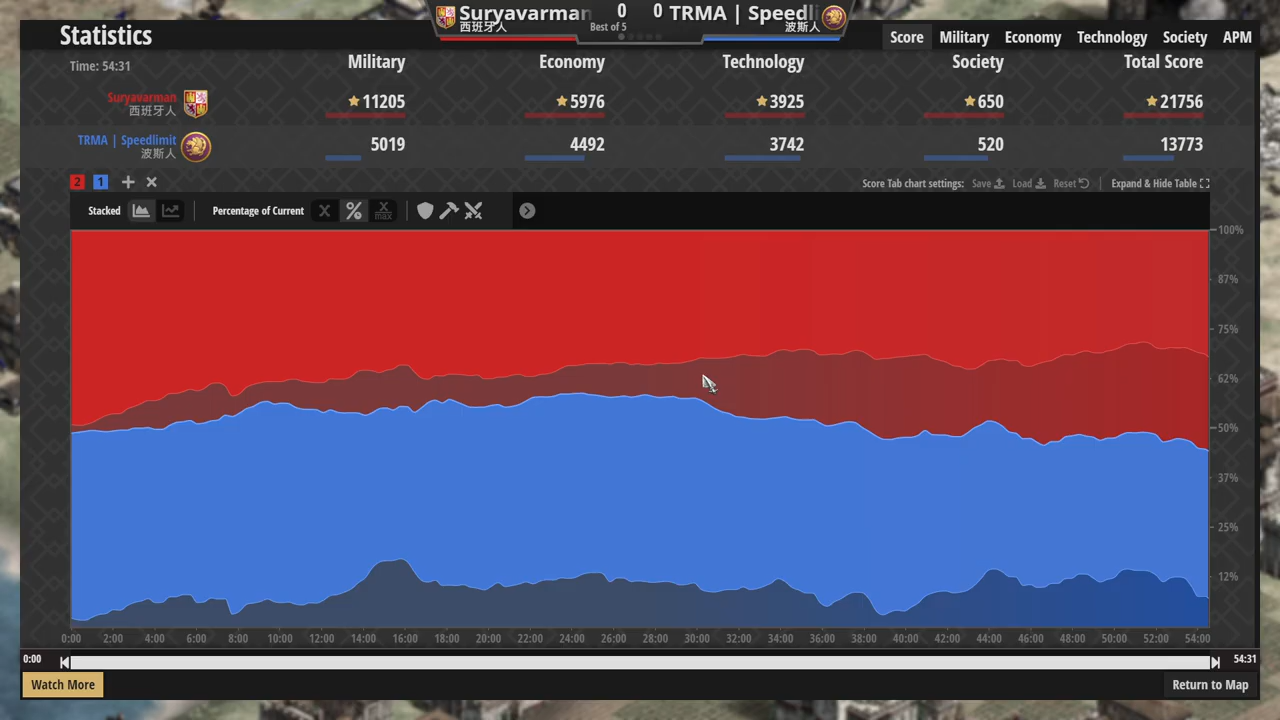 Suryavarman 0 0 TRMA | Speedli
西班牙人 Best of 5 波斯人
Statistics
Score Military Economy Technology Society APM
Time: 54:31
Military Economy Technology Society Total Score
Suryavarman
西班牙人
11205 5976 3925 650 21756
TRMA | Speedlimit
波斯人
5019 4492 3742 520 13773
2 1
Score Tab chart settings: Save Load Reset Expand & Hide Table
Stacked Percentage of Current X % X max
100%
87%
75%
62%
50%
37%
25%
12%
0:00 2:00 4:00 6:00 8:00 10:00 12:00 14:00 16:00 18:00 20:00 22:00 24:00 26:00 28:00 30:00 32:00 34:00 36:00 38:00 40:00 42:00 44:00 46:00 48:00 50:00 52:00 54:00
0:00 54:31
Watch More Return to Map